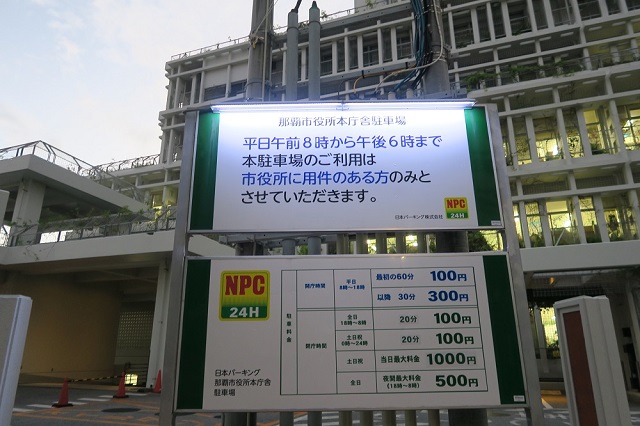 那覇市役所本庁舎駐車場
平日午前8時から午後6時まで
本駐車場のご利用は
市役所に用件のある方のみと
させていただきます。
NPC
24H
日本パーキング株式会社
NPC
24H
日本パーキング
那覇市役所本庁舎
駐車場
駐車料金
開庁時間 平日 8時~18時 最初の60分 100円
以降 30分 300円
閉庁時間 全日 18時~8時 20分 100円
土日祝 0時~24時 20分 100円
土日祝 当日最大料金 1000円
全日 夜間最大料金 (18時~8時) 500円